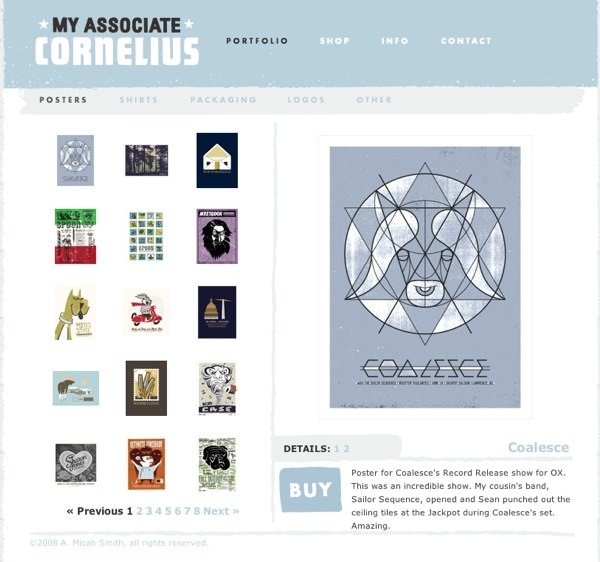 MY ASSOCIATE
CORNELIUS
PORTFOLIO SHOP INFO CONTACT
POSTERS SHIRTS PACKAGING LOGOS OTHER
SPOON
MASTODON
CASE
COALESCE
DETAILS: 1 2
Coalesce
BUY
Poster for Coalesce's Record Release show for OX.
This was an incredible show. My cousin's band,
Sailor Sequence, opened and Sean punched out the
ceiling tiles at the Jackpot during Coalesce's set.
Amazing.
« Previous 1 2 3 4 5 6 7 8 Next »
©2008 A. Micah Smith, all rights reserved.